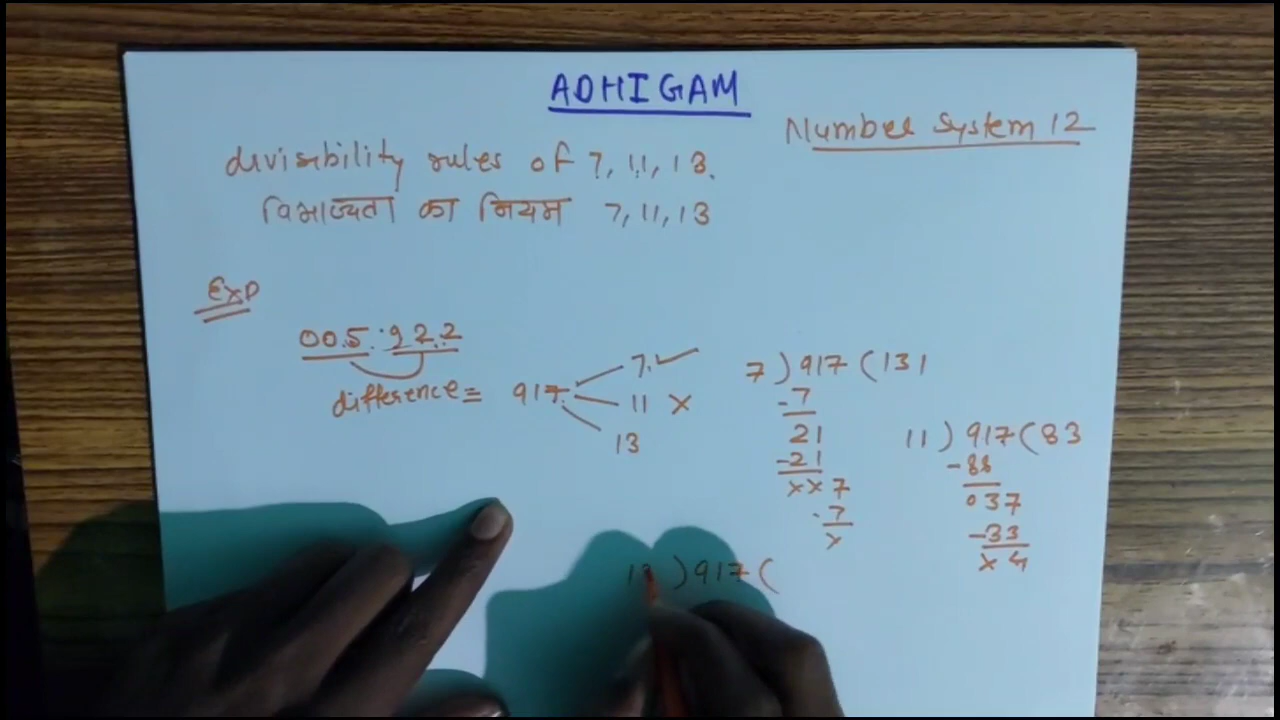 ADHIGAM
Number System 12
divisibility rules of 7, 11, 13.
विभाज्यता का नियम 7, 11, 13
Exp
005 922
difference = 917
7 ✓
11 X
13
7 ) 917 ( 131
-7
21
-21
xx7
-7
x
11 ) 917 ( 83
-88
037
-33
x4
13 ) 917 (